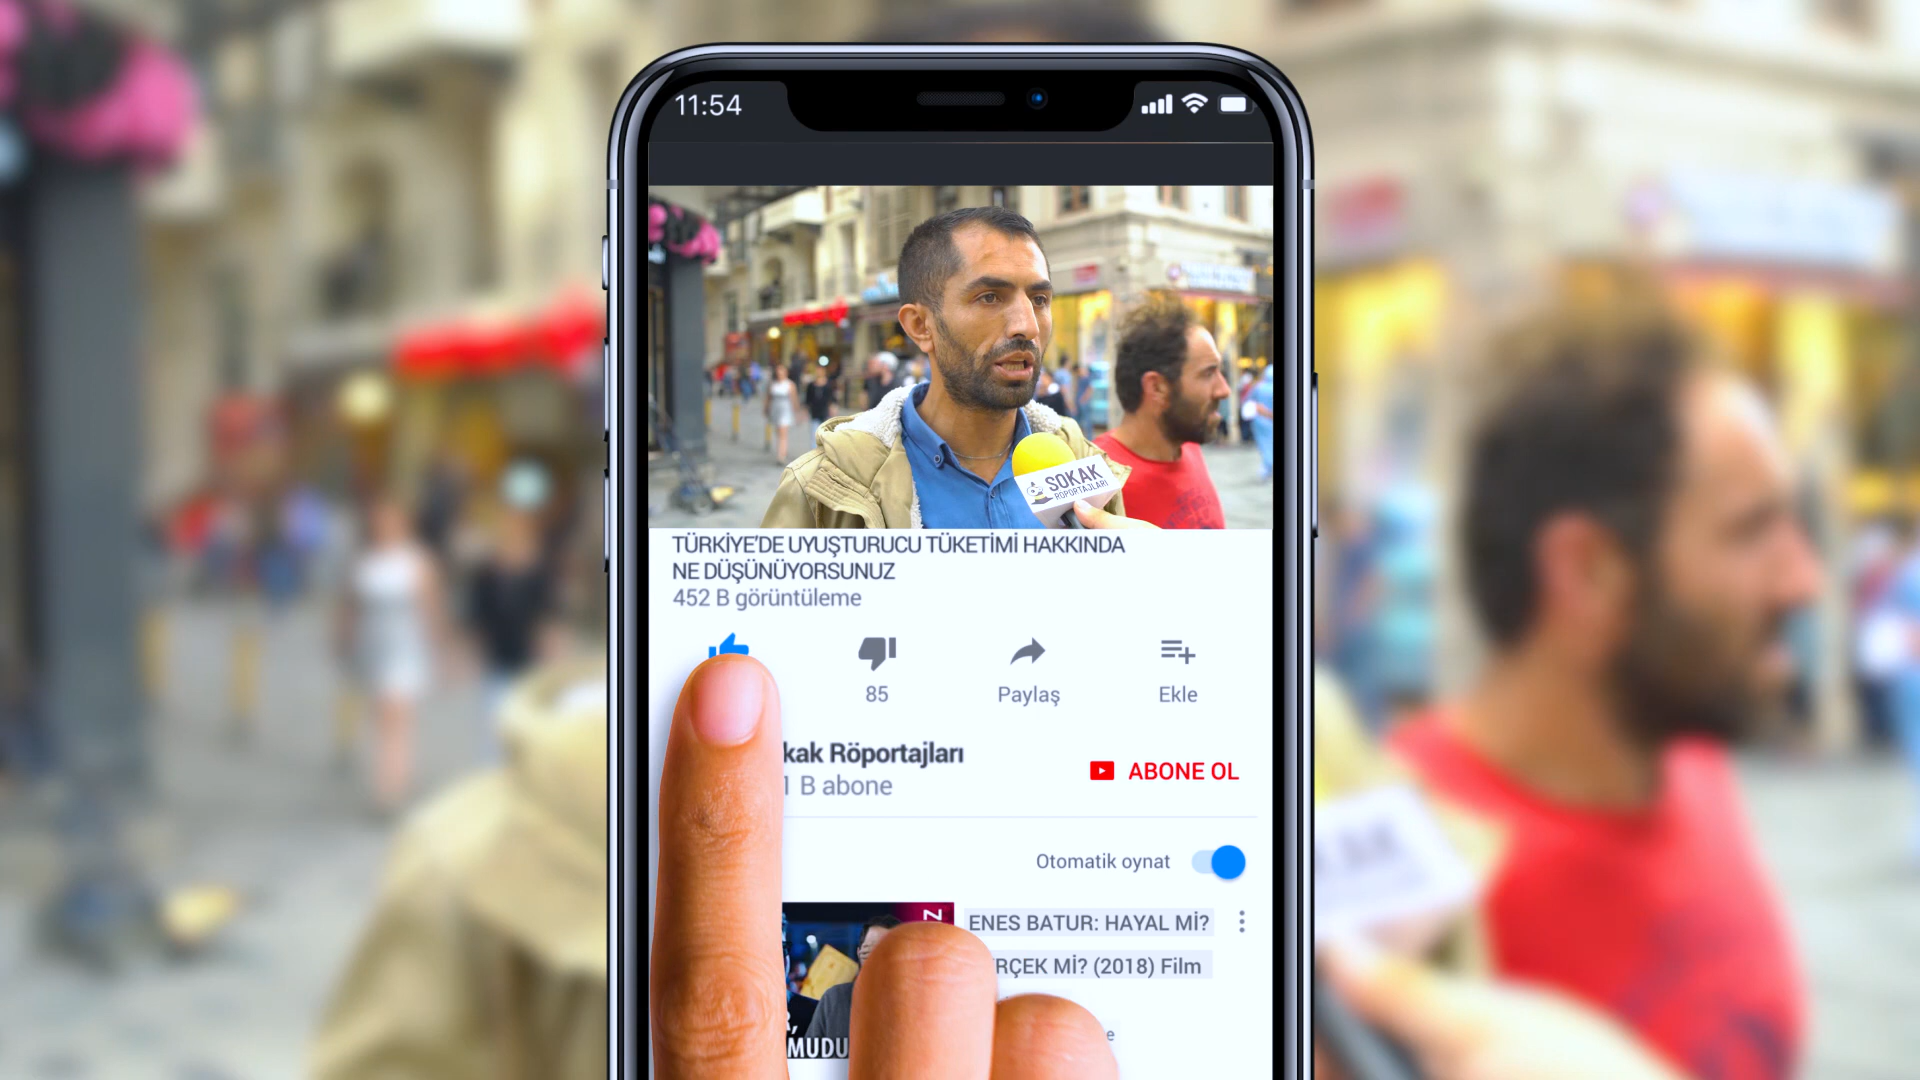 11:54
SOKAK
RÖPORTAJLARI
TÜRKİYE'DE UYUŞTURUCU TÜKETİMİ HAKKINDA
NE DÜŞÜNÜYORSUNUZ
452 B görüntüleme
85
Paylaş
Ekle
kak Röportajları
B abone
ABONE OL
Otomatik oynat
ENES BATUR: HAYAL Mİ?
RÇEK Mİ? (2018) Film
MUDU